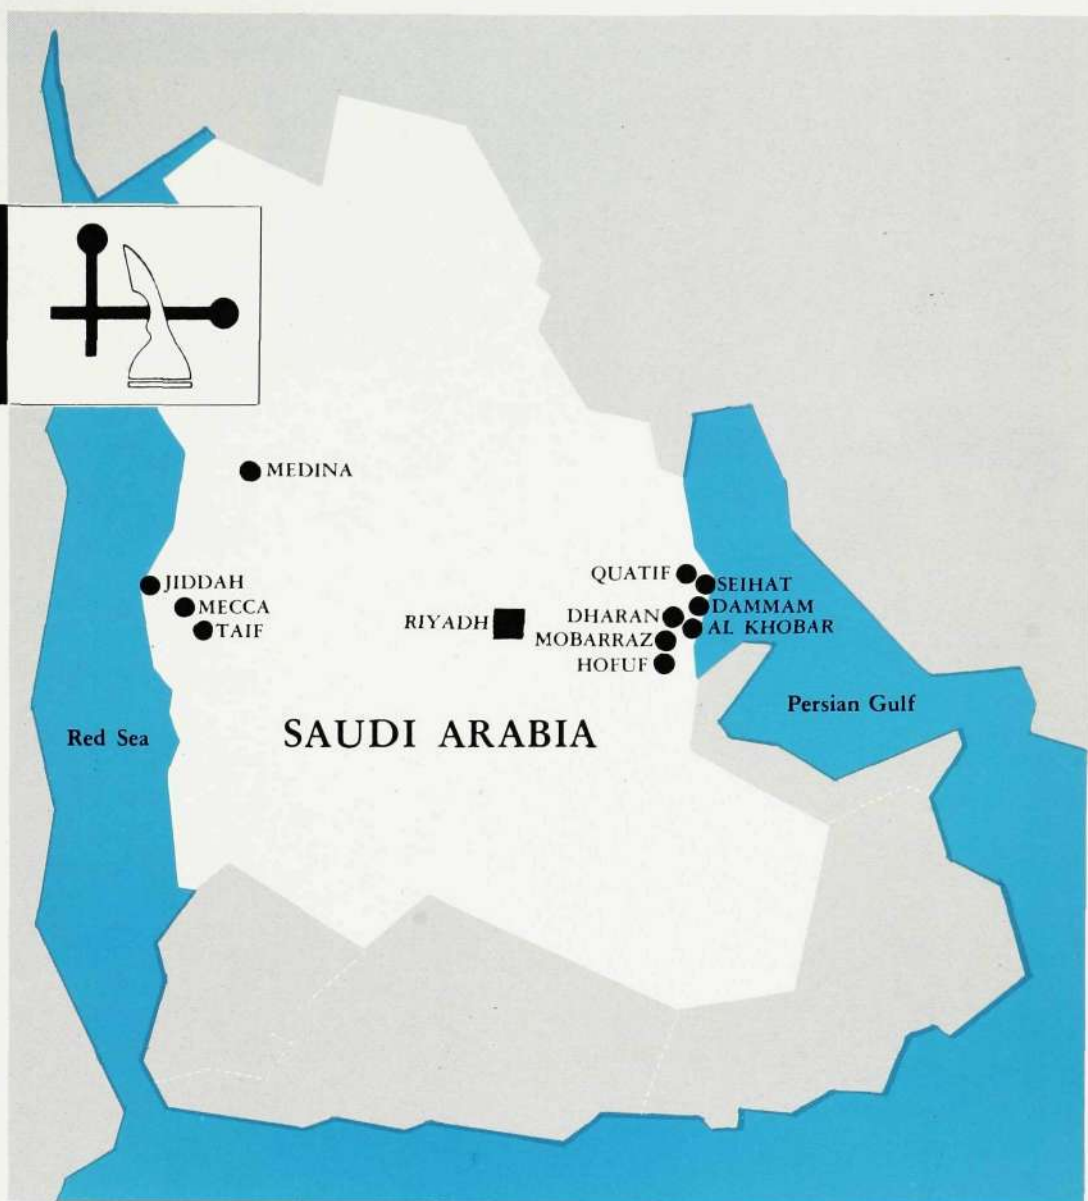 MEDINA
JIDDAH
MECCA
TAIF
RIYADH
QUATIF
SEIHAT
DAMMAM
DHARAN
AL KHOBAR
MOBARRAZ
HOFUF
Persian Gulf
Red Sea
SAUDI ARABIA